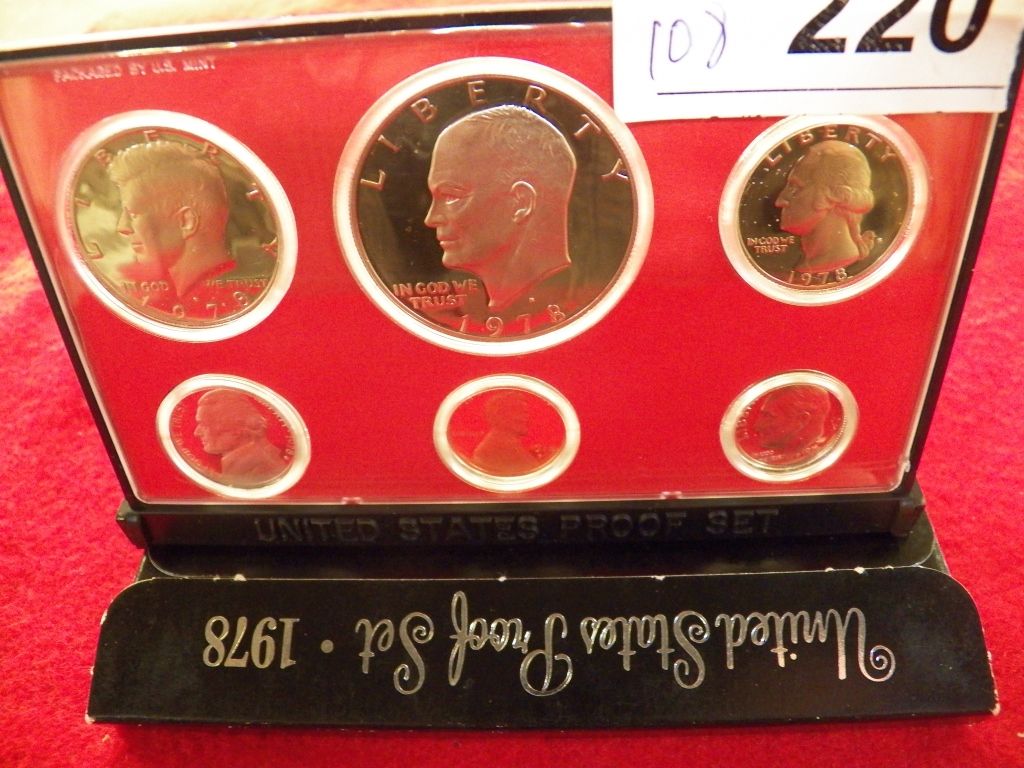 108
220
PACKAGED BY U.S. MINT
LIBERTY
IN GOD WE TRUST
1978
LIBERTY
IN GOD WE
TRUST
1978
LIBERTY
IN GOD WE
TRUST
1978
UNITED STATES PROOF SET
United States Proof Set · 1978